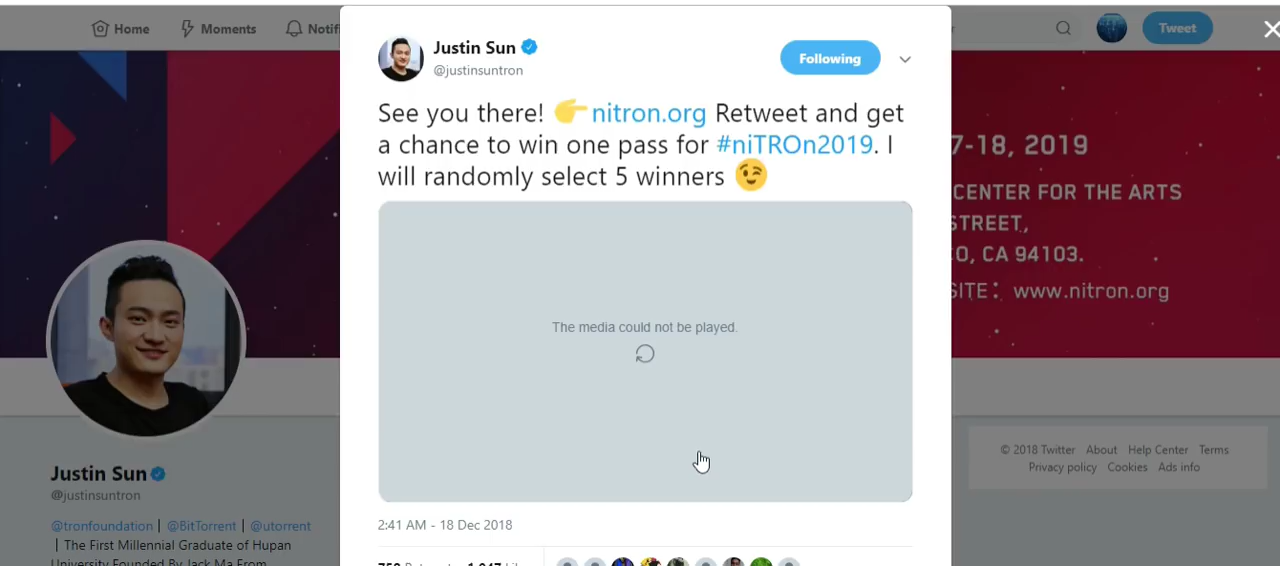 Home
Moments
Notif
Tweet
Justin Sun
@justinsuntron
Following
See you there! 👉 nitron.org Retweet and get
a chance to win one pass for #niTROn2019. I
will randomly select 5 winners 😉
The media could not be played.
2:41 AM - 18 Dec 2018
7-18, 2019
CENTER FOR THE ARTS
STREET,
O, CA 94103.
SITE: www.nitron.org
Justin Sun
@justinsuntron
@tronfoundation | @BitTorrent | @utorrent
| The First Millennial Graduate of Hupan
University Founded By Jack Ma From
© 2018 Twitter About Help Center Terms
Privacy policy Cookies Ads info